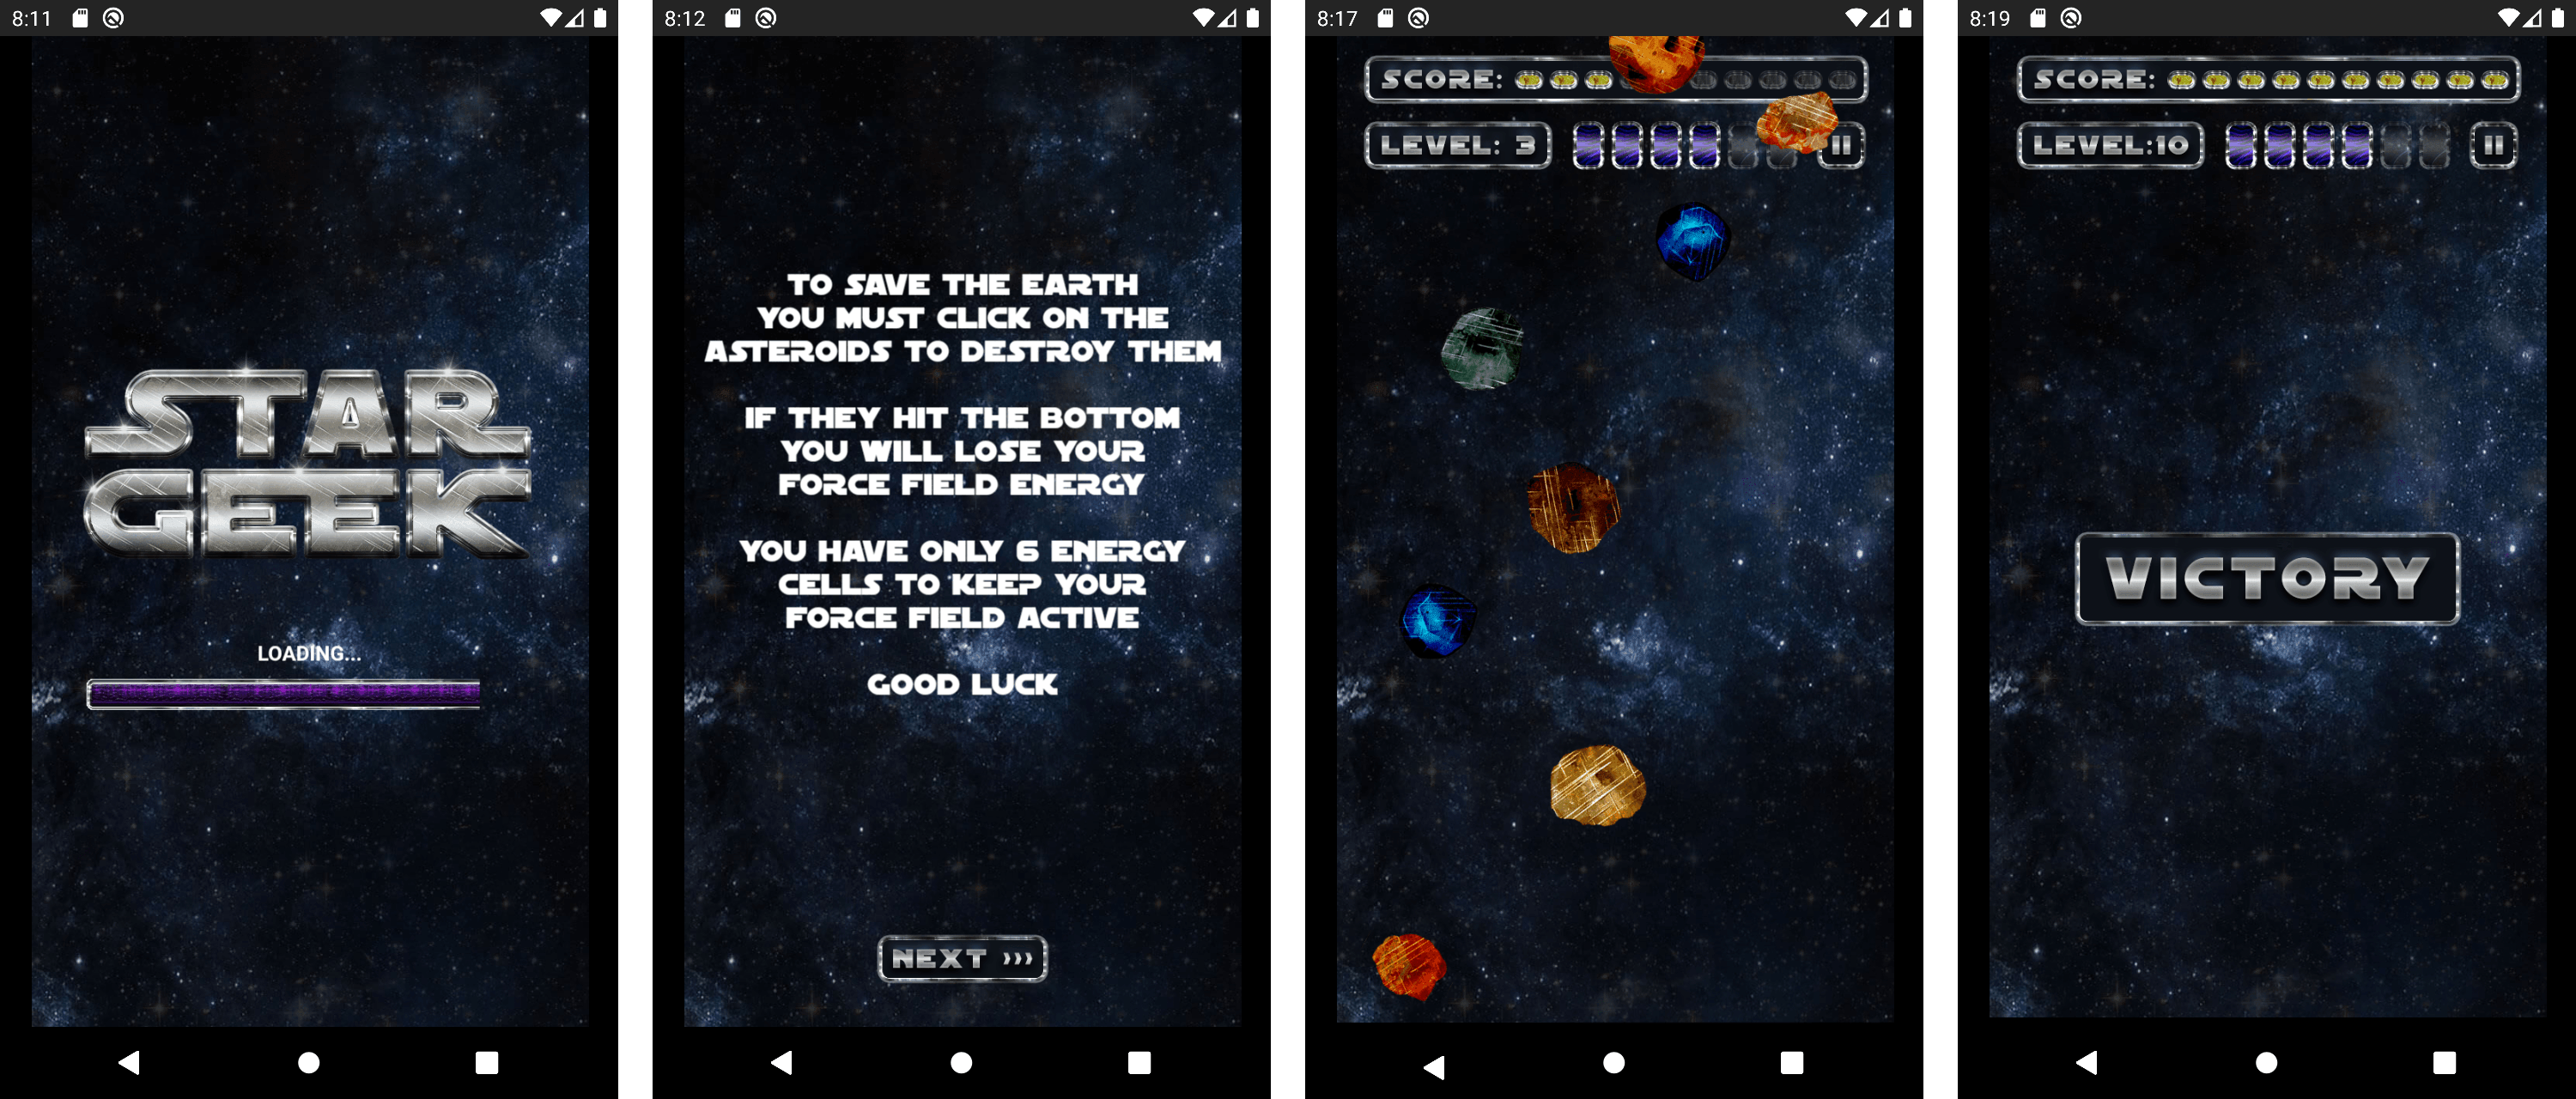 8:11
STAR
GEEK
LOADING...
8:12
TO SAVE THE EARTH
YOU MUST CLICK ON THE
ASTEROIDS TO DESTROY THEM
IF THEY HIT THE BOTTOM
YOU WILL LOSE YOUR
FORCE FIELD ENERGY
YOU HAVE ONLY 6 ENERGY
CELLS TO KEEP YOUR
FORCE FIELD ACTIVE
GOOD LUCK
NEXT >>>
8:17
SCORE:
LEVEL: 3
8:19
SCORE:
LEVEL:10
VICTORY